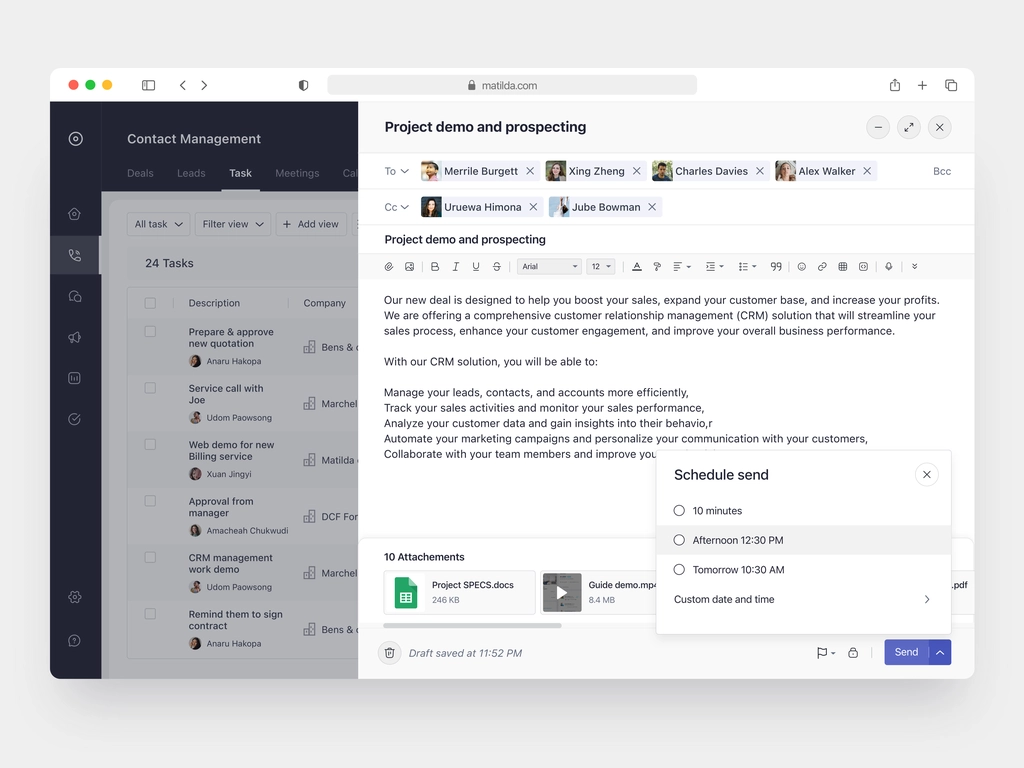 matilda.com
Contact Management
Deals Leads Task Meetings Cal
All task Filter view + Add view
24 Tasks
Description Company
Prepare & approve
new quotation
Anaru Hakopa
Bens & c
Service call with
Joe
Udom Paowsong
Marchel
Web demo for new
Billing service
Xuan Jingyi
Matilda
Approval from
manager
Amacheah Chukwudi
DCF For
CRM management
work demo
Udom Paowsong
Marchel
Remind them to sign
contract
Anaru Hakopa
Bens & c
Project demo and prospecting
To Merrile Burgett Xing Zheng Charles Davies Alex Walker Bcc
Cc Uruewa Himona Jube Bowman
Project demo and prospecting
B I U S Arial 12 A
Our new deal is designed to help you boost your sales, expand your customer base, and increase your profits.
We are offering a comprehensive customer relationship management (CRM) solution that will streamline your
sales process, enhance your customer engagement, and improve your overall business performance.
With our CRM solution, you will be able to:
Manage your leads, contacts, and accounts more efficiently,
Track your sales activities and monitor your sales performance,
Analyze your customer data and gain insights into their behavio,r
Automate your marketing campaigns and personalize your communication with your customers,
Collaborate with your team members and improve you
Schedule send
10 minutes
Afternoon 12:30 PM
Tomorrow 10:30 AM
Custom date and time
10 Attachements
Project SPECS.docs
246 KB
Guide demo.mp4
8.4 MB
.pdf
Draft saved at 11:52 PM
Send